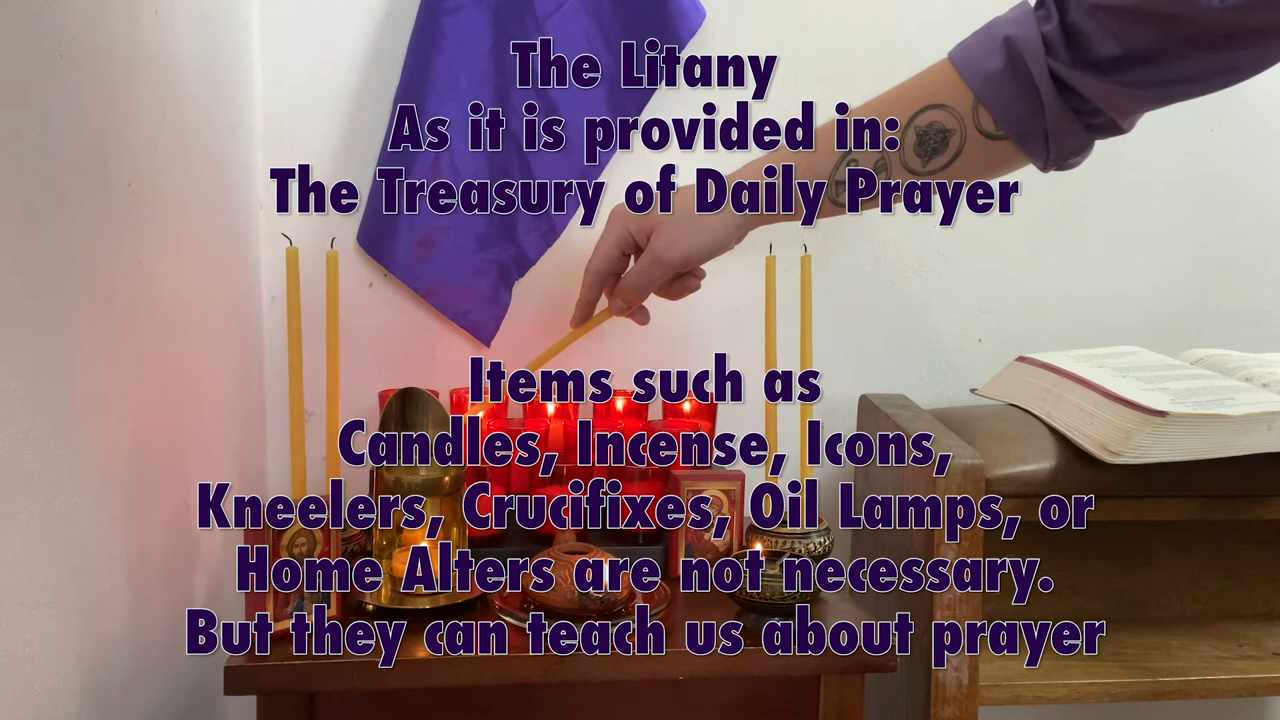 The Litany
As it is provided in:
The Treasury of Daily Prayer
Items such as
Candles, Incense, Icons,
Kneelers, Crucifixes, Oil Lamps, or
Home Alters are not necessary.
But they can teach us about prayer